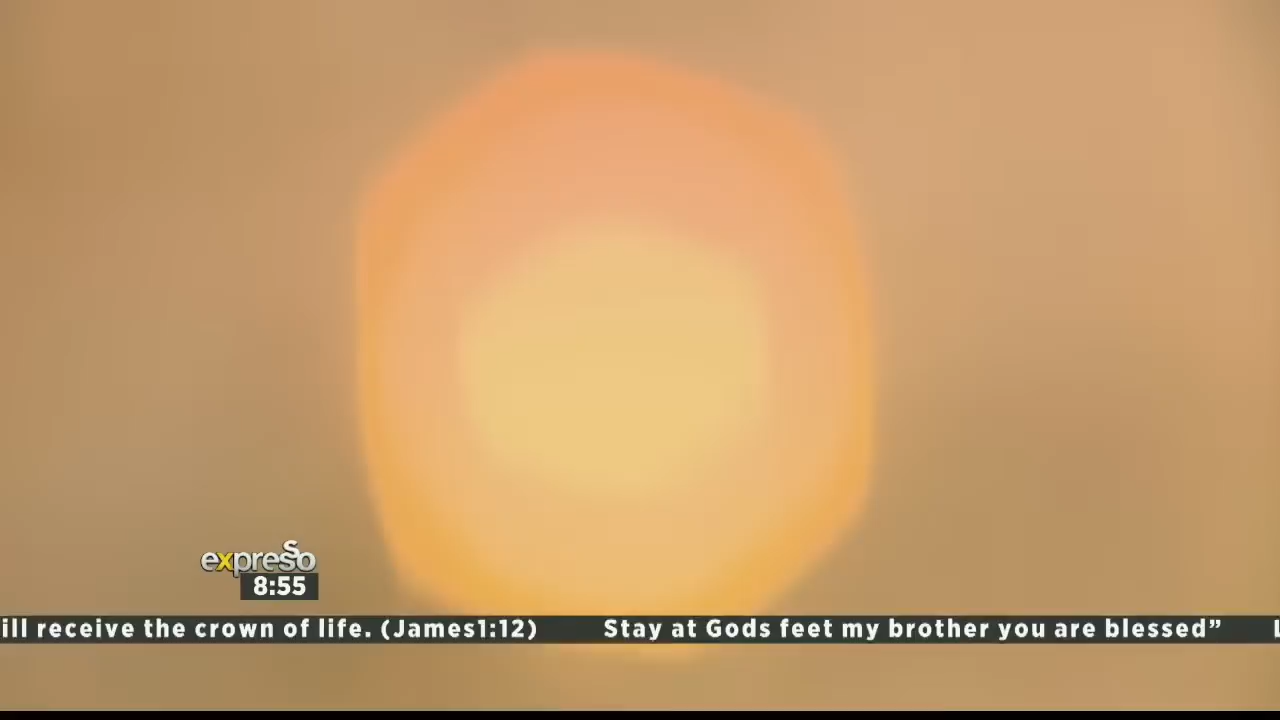 expresso
8:55
ill receive the crown of life. (James1:12) Stay at Gods feet my brother you are blessed” L